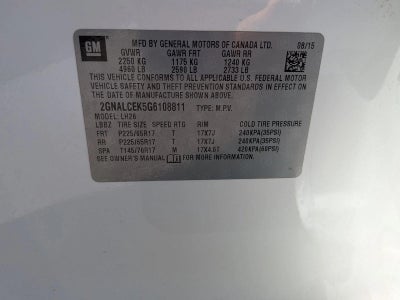 GM
MFD BY GENERAL MOTORS OF CANADA LTD. 08/15
GVWR GAWR FRT GAWR RR
2250 KG 1175 KG 1240 KG
4960 LB 2590 LB 2733 LB
THIS VEHICLE CONFORMS TO ALL APPLICABLE U.S. FEDERAL MOTOR
VEHICLE SAFETY, BUMPER, AND THEFT PREVENTION STANDARDS IN
EFFECT ON THE DATE OF MANUFACTURE SHOWN ABOVE.
2GNALCEK5G6108811 TYPE: M.P.V.
MODEL: LH26
LBBZ TIRE SIZE SPEED RTG RIM COLD TIRE PRESSURE
FRT P225/65R17 T 17X7J 240KPA(35PSI)
RR P225/65R17 T 17X7J 240KPA(35PSI)
SPA T145/70R17 M 17X4.5T 420KPA(60PSI)
SEE OWNER'S MANUAL FOR MORE INFORMATION.